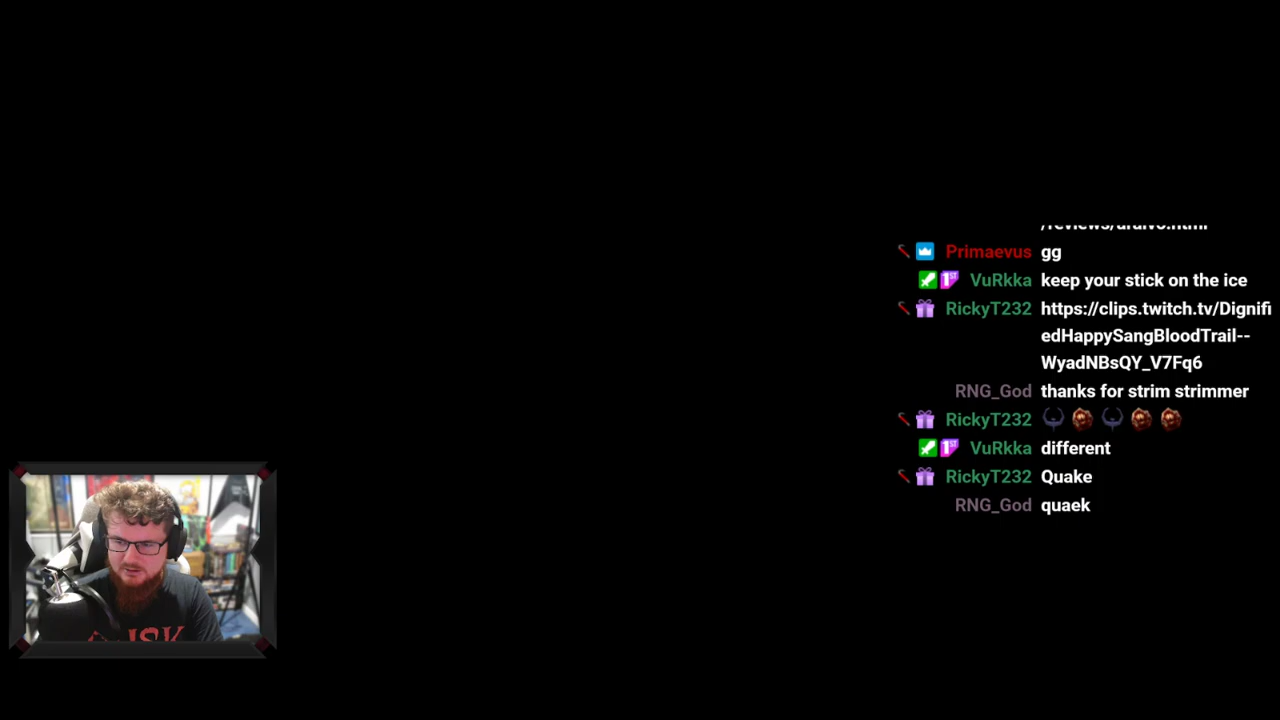 Primaevus gg
VuRkka keep your stick on the ice
RickyT232 https://clips.twitch.tv/Dignifi
edHappySangBloodTrail--
WyadNBsQY_V7Fq6
RNG_God thanks for strim strimmer
RickyT232
VuRkka different
RickyT232 Quake
RNG_God quaek